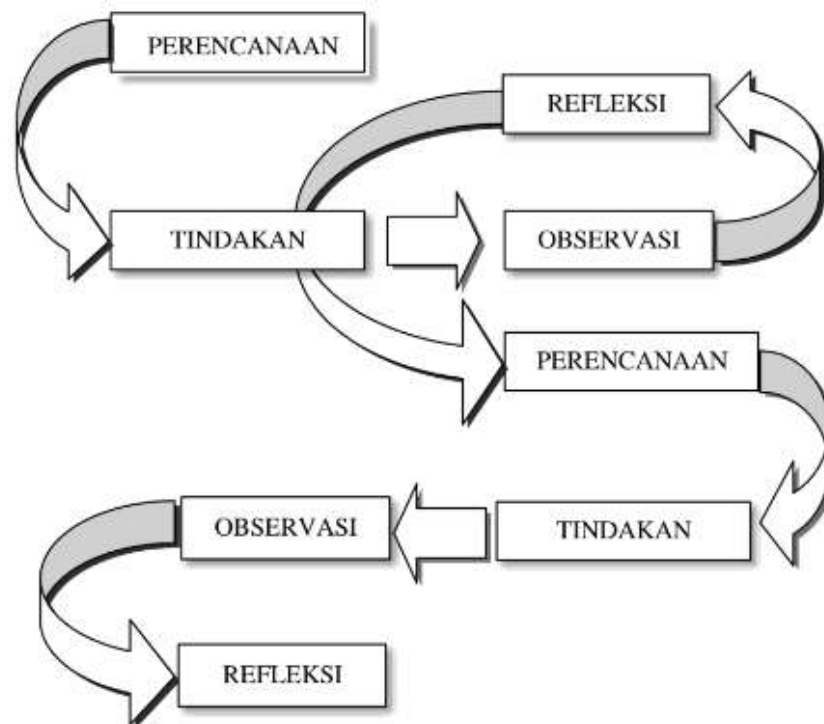 PERENCANAAN
REFLEKSI
TINDAKAN
OBSERVASI
PERENCANAAN
OBSERVASI
TINDAKAN
REFLEKSI